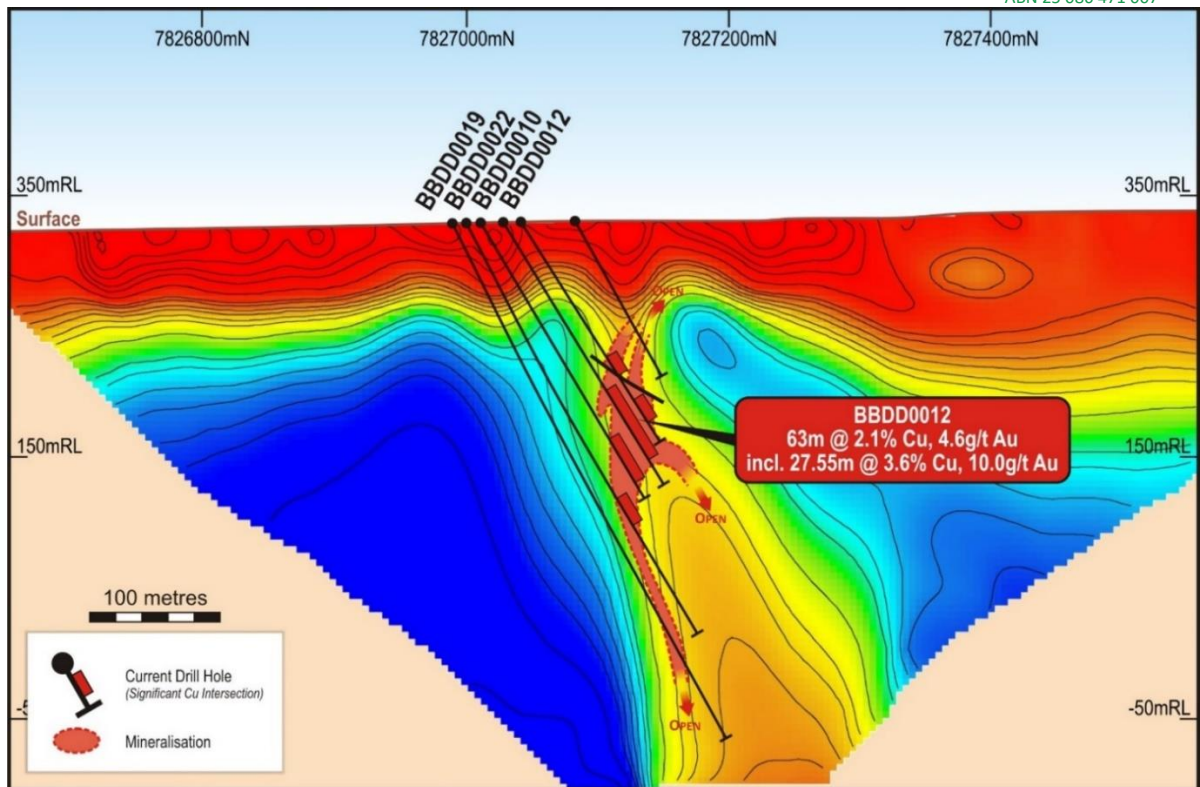 7826800mN
7827000mN
7827200mN
7827400mN
BBDD0019
BBDD0022
BBDD0010
BBDD0012
350mRL
350mRL
Surface
OPEN
BBDD0012
63m @ 2.1% Cu, 4.6g/t Au
incl. 27.55m @ 3.6% Cu, 10.0g/t Au
150mRL
150mRL
OPEN
100 metres
Current Drill Hole
(Significant Cu Intersection)
Mineralisation
-50mRL
OPEN